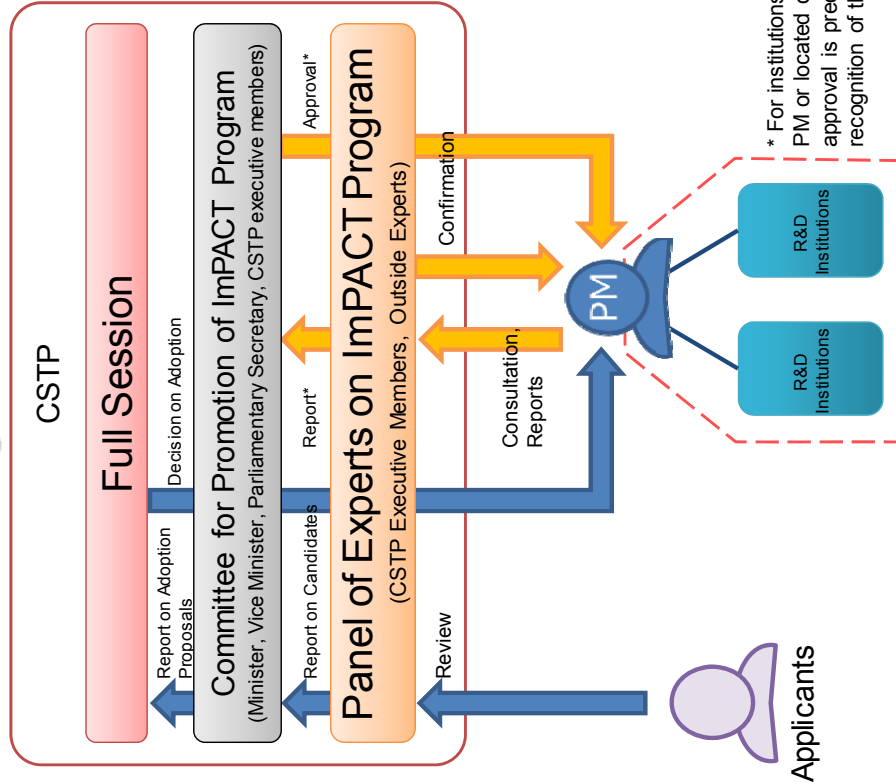 CSTP
Full Session
Report on Adoption
Proposals
Decision on Adoption
Committee for Promotion of ImPACT Program
(Minister, Vice Minister, Parliamentary Secretary, CSTP executive members)
Report on Candidates
Report*
Approval*
Panel of Experts on ImPACT Program
(CSTP Executive Members, Outside Experts)
Review
Consultation,
Reports
Confirmation
PM
Applicants
R&D
Institutions
R&D
Institutions
* For institutions
PM or located
approval is
recognition of